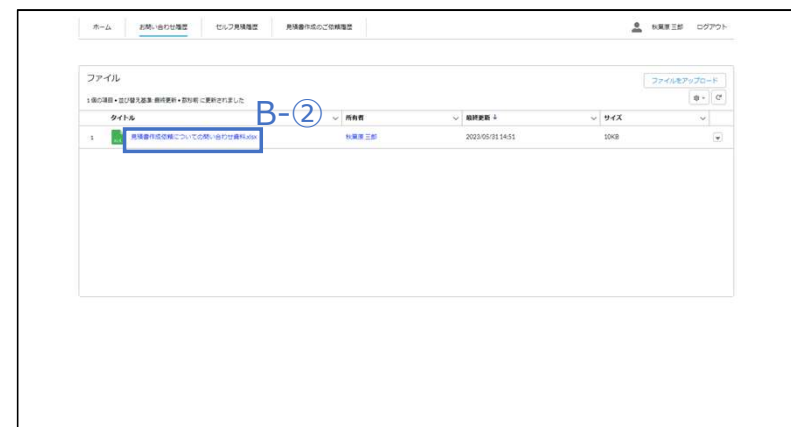 ホーム お問い合わせ履歴 セルフ見積履歴 見積書作成のご依頼履歴 秋葉原 三郎 ログアウト
ファイル ファイルをアップロード
1 個の項目 • 並び替え基準: 最終更新 • 数秒前 に更新されました
B-②
タイトル 所有者 最終更新 ↓ サイズ
1 見積書作成依頼についての問い合わせ資料.xlsx 秋葉原 三郎 2023/05/31 14:51 10KB